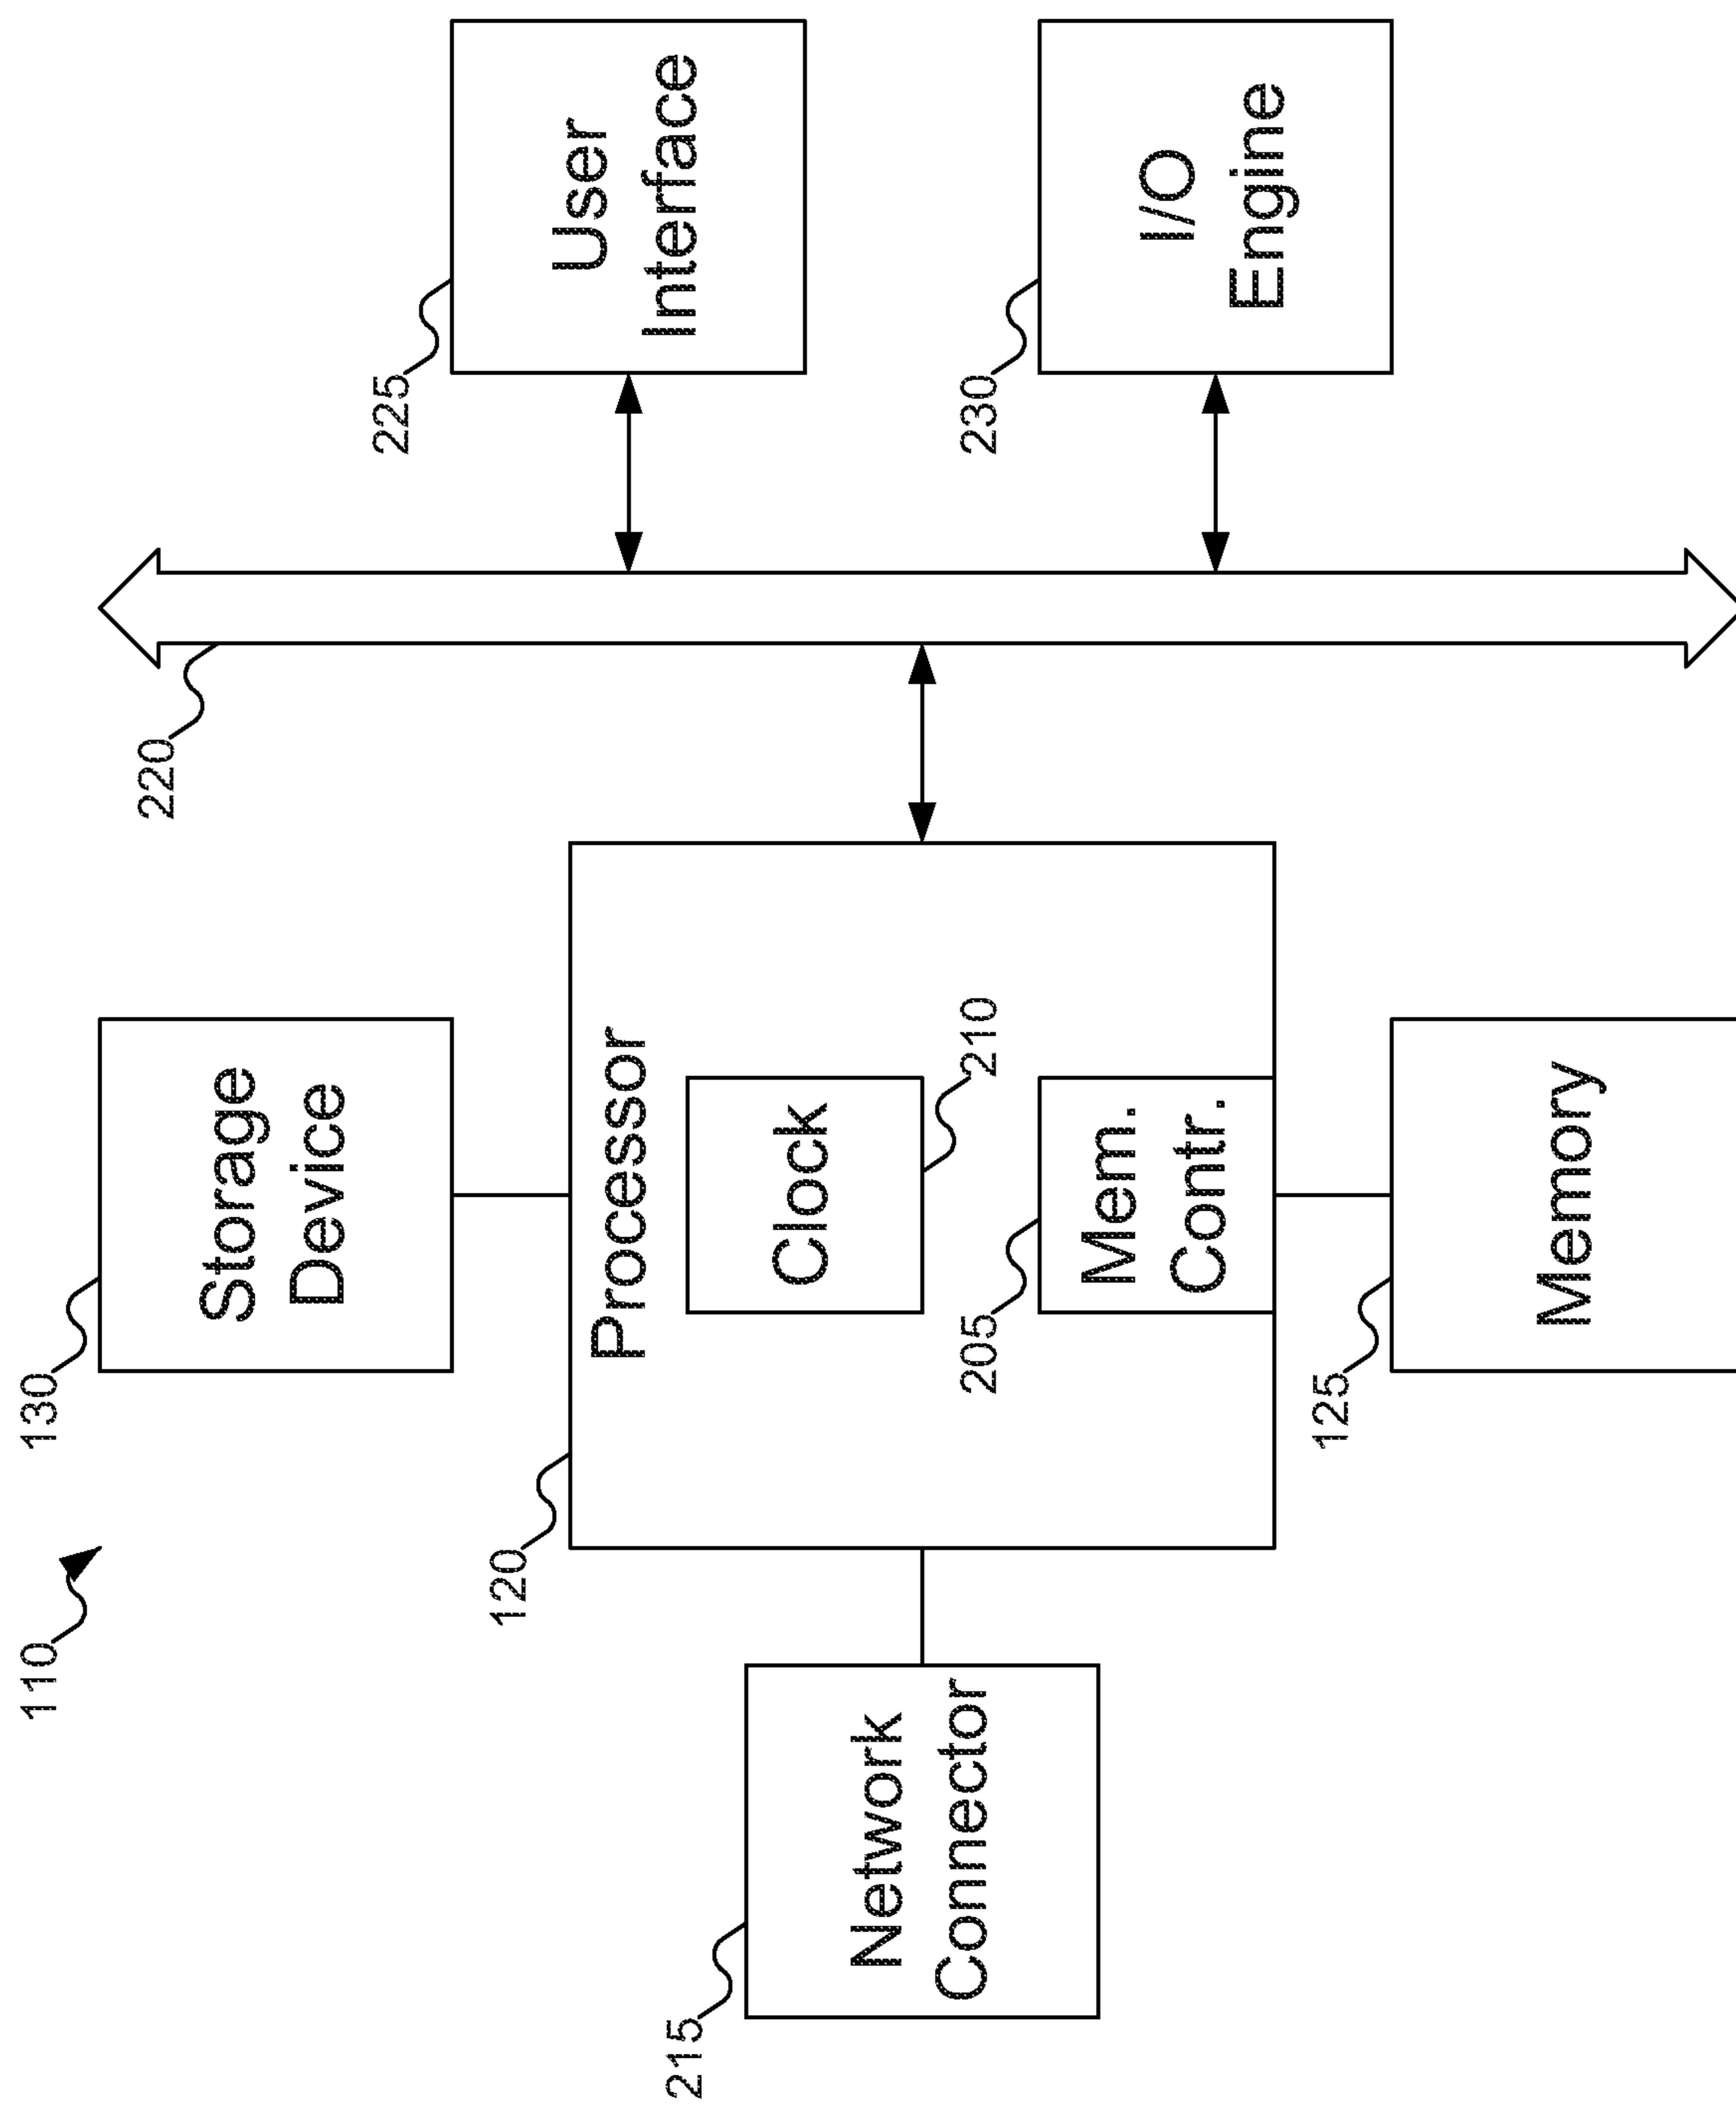 110
130
Storage
Device
120
Processor
Clock
210
205
Mem.
Contr.
215
Network
Connector
125
Memory
220
225
User
Interface
230
I/O
Engine